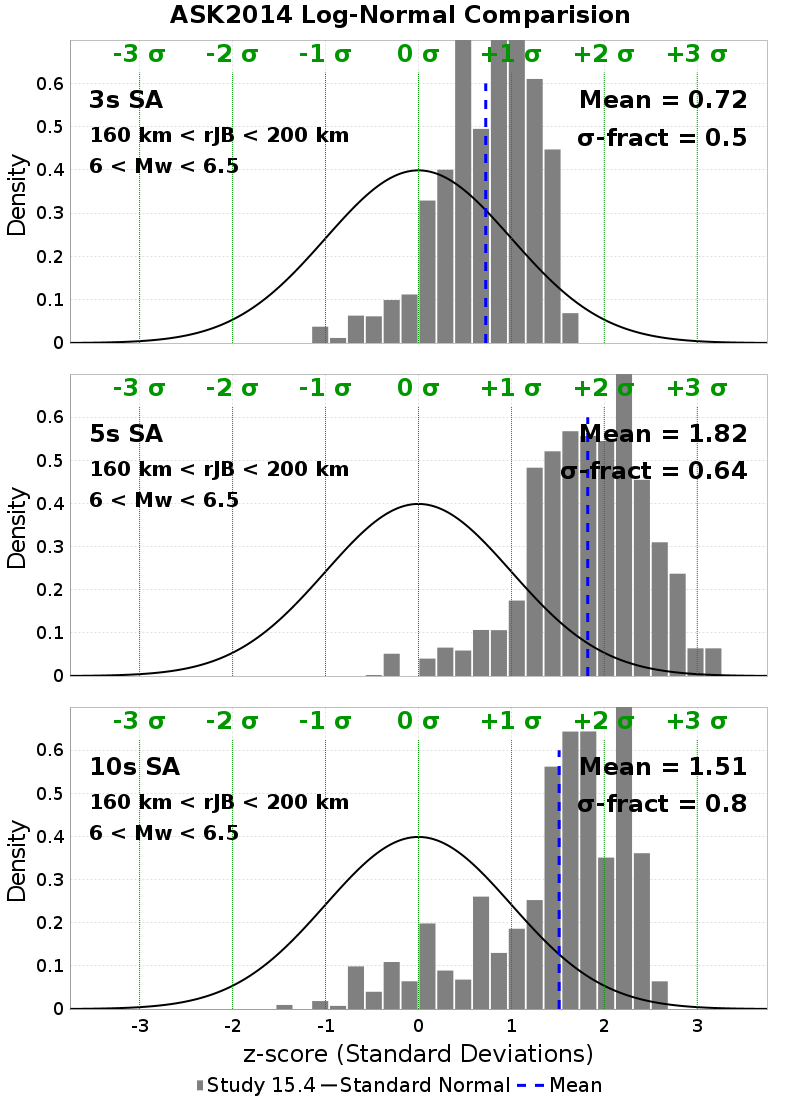 ASK2014 Log-Normal Comparision
-3 σ -2 σ -1 σ 0 σ +1 σ +2 σ +3 σ
3s SA
160 km < rJB < 200 km
6 < Mw < 6.5
Mean = 0.72
σ-fract = 0.5
Density
0.6
0.5
0.4
0.3
0.2
0.1
0
-3 σ -2 σ -1 σ 0 σ +1 σ +2 σ +3 σ
5s SA
160 km < rJB < 200 km
6 < Mw < 6.5
Mean = 1.82
σ-fract = 0.64
Density
0.6
0.5
0.4
0.3
0.2
0.1
0
-3 σ -2 σ -1 σ 0 σ +1 σ +2 σ +3 σ
10s SA
160 km < rJB < 200 km
6 < Mw < 6.5
Mean = 1.51
σ-fract = 0.8
Density
0.6
0.5
0.4
0.3
0.2
0.1
0
-3 -2 -1 0 1 2 3
z-score (Standard Deviations)
Study 15.4 Standard Normal Mean